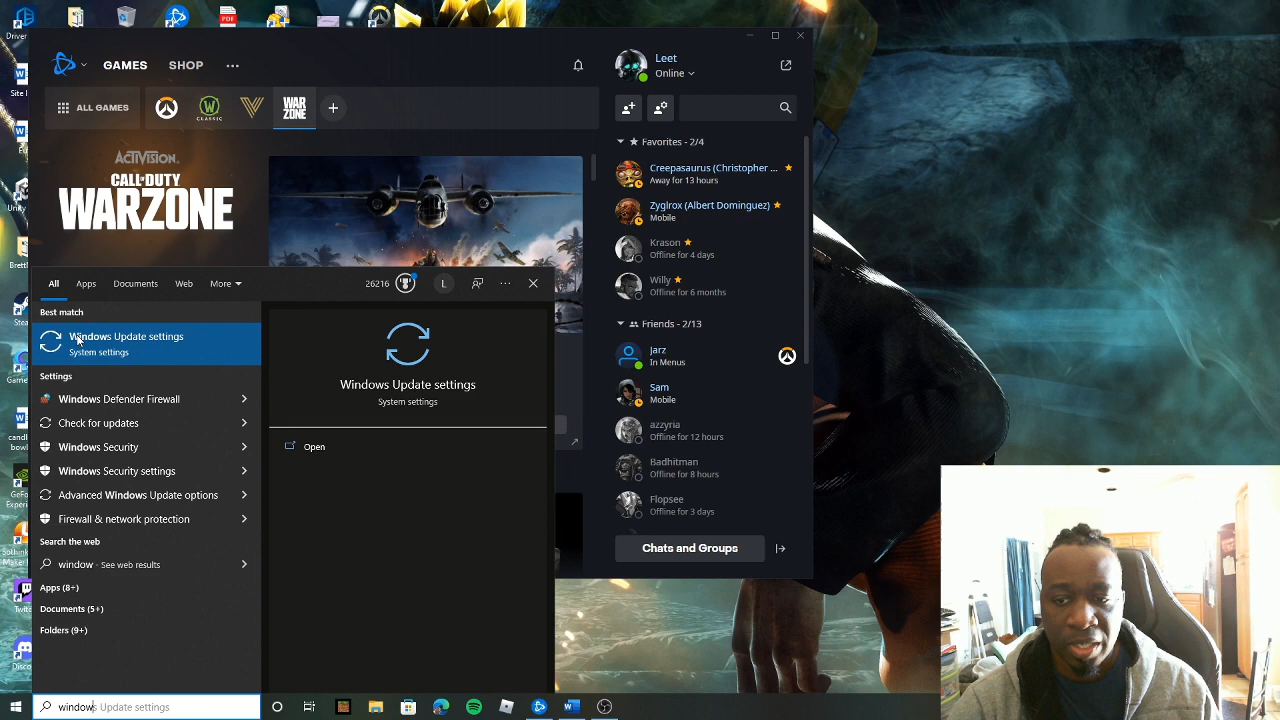 Driver
PDF
GAMES
SHOP
Leet
Online
ALL GAMES
CLASSIC
WAR
ZONE
ACTIVISION.
CALL OF DUTY
WARZONE
Favorites - 2/4
Creepasaurus (Christopher ...
Away for 13 hours
Zyglrox (Albert Dominguez)
Mobile
Krason
Offline for 4 days
Willy
Offline for 6 months
Friends - 2/13
Jarz
In Menus
Sam
Mobile
azzyria
Offline for 12 hours
Badhitman
Offline for 8 hours
Flopsee
Offline for 3 days
Chats and Groups
All
Apps
Documents
Web
More
26216
L
Best match
Windows Update settings
System settings
Settings
Windows Defender Firewall
Check for updates
Windows Security
Windows Security settings
Advanced Windows Update options
Firewall & network protection
Search the web
window - See web results
Apps (8+)
Documents (5+)
Folders (9+)
Windows Update settings
System settings
Open
windows Update settings